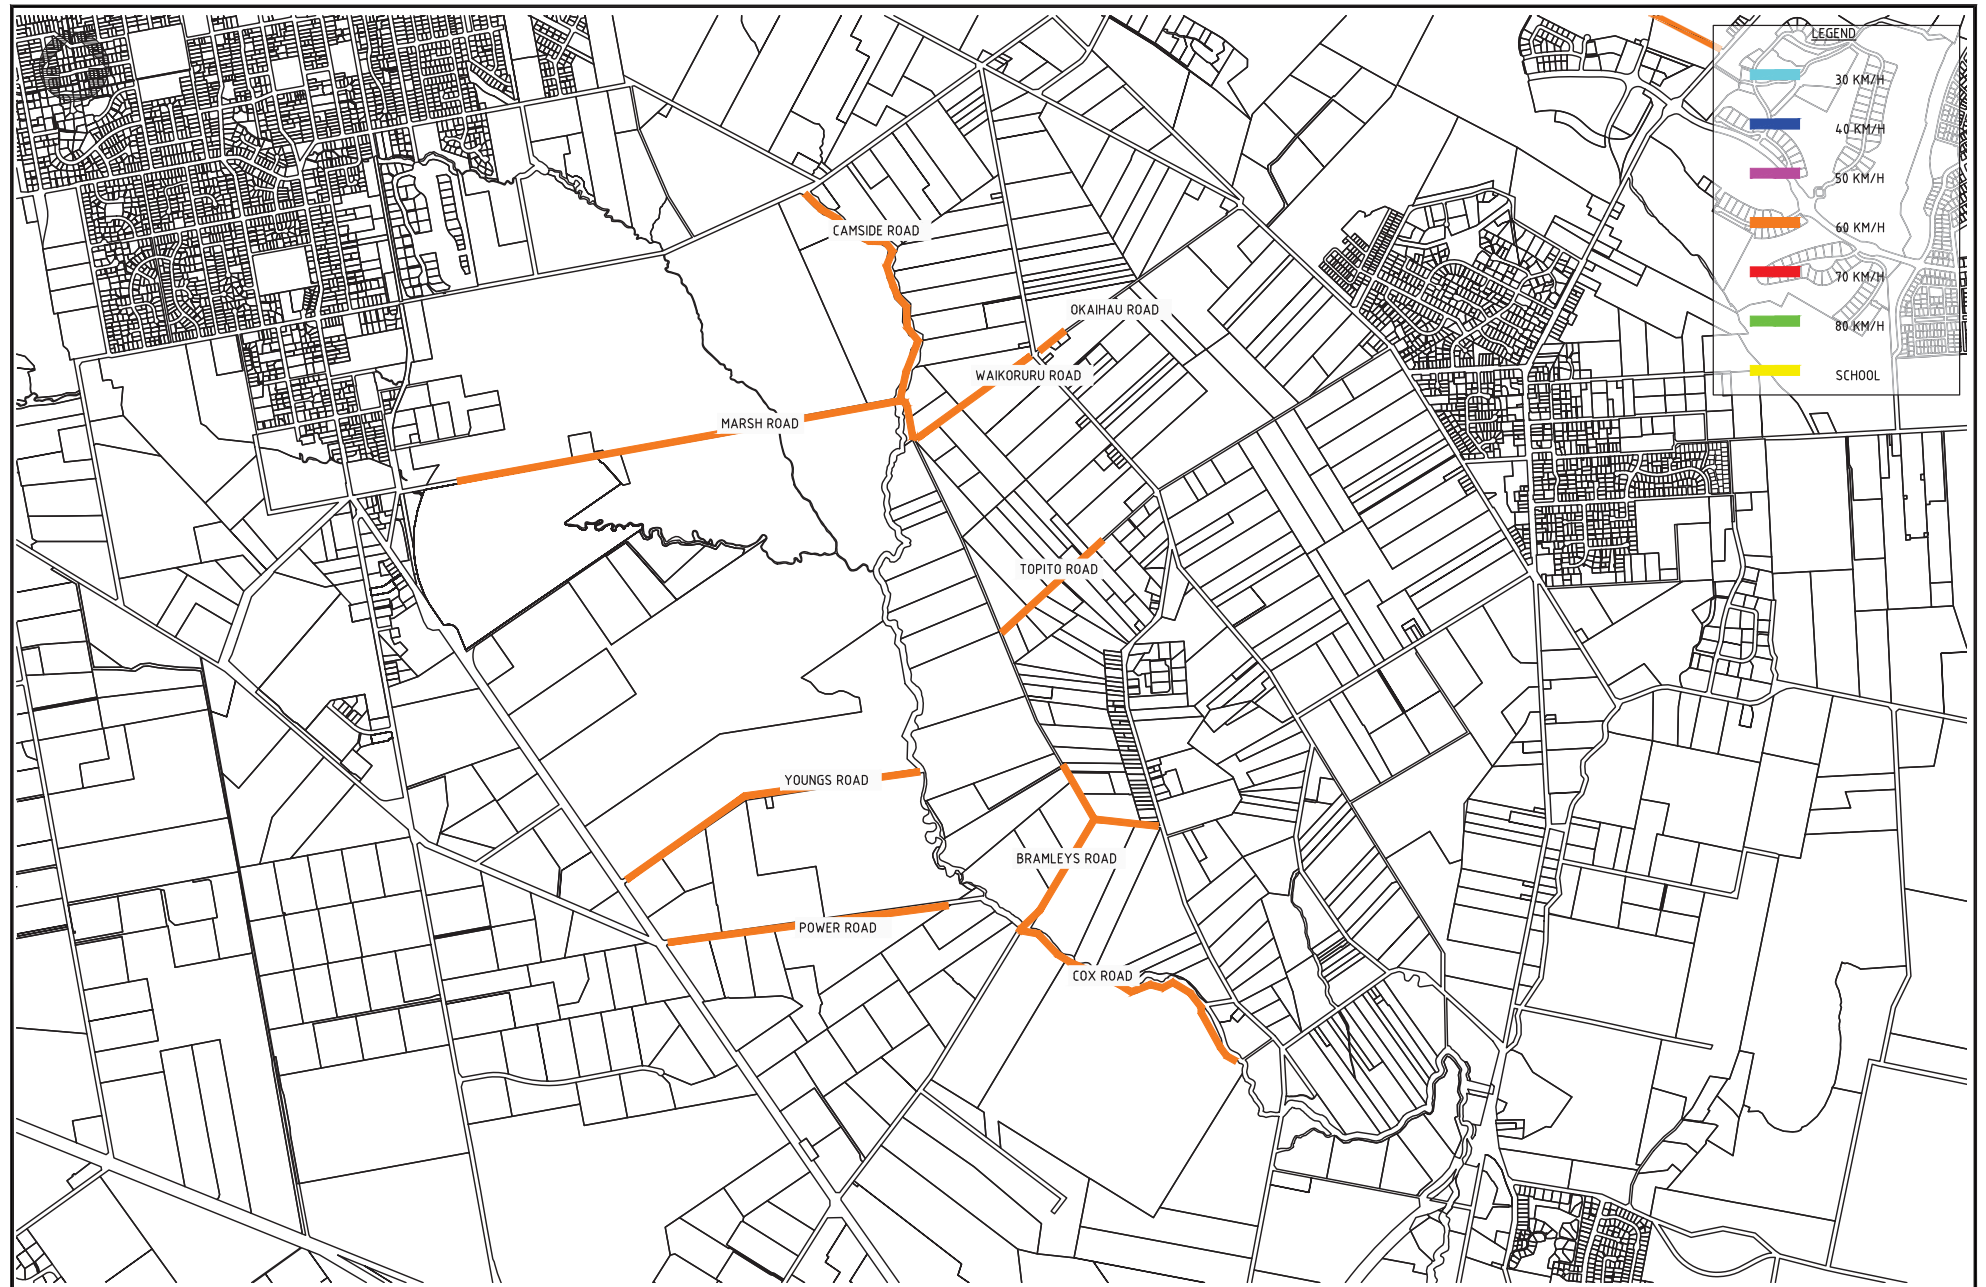 LEGEND
30 KM/H
40 KM/H
50 KM/H
60 KM/H
70 KM/H
80 KM/H
SCHOOL
CAMSIDE ROAD
OKAIHAU ROAD
WAIKORURU ROAD
MARSH ROAD
TOPITO ROAD
YOUNGS ROAD
BRAMLEYS ROAD
POWER ROAD
COX ROAD